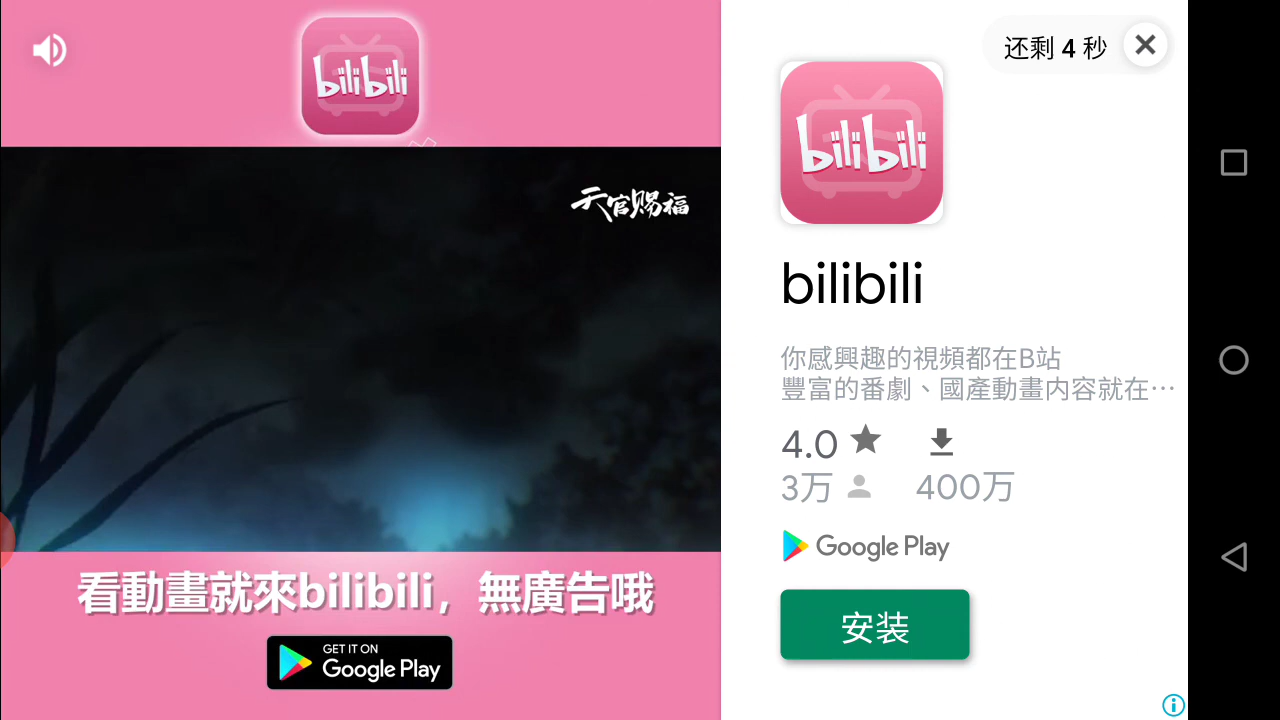 bilibili
天官赐福
看動畫就來bilibili，無廣告哦
GET IT ON
Google Play
还剩 4 秒
bilibili
bilibili
你感興趣的視頻都在B站
豐富的番劇、國產動畫内容就在…
4.0
3万
400万
Google Play
安装